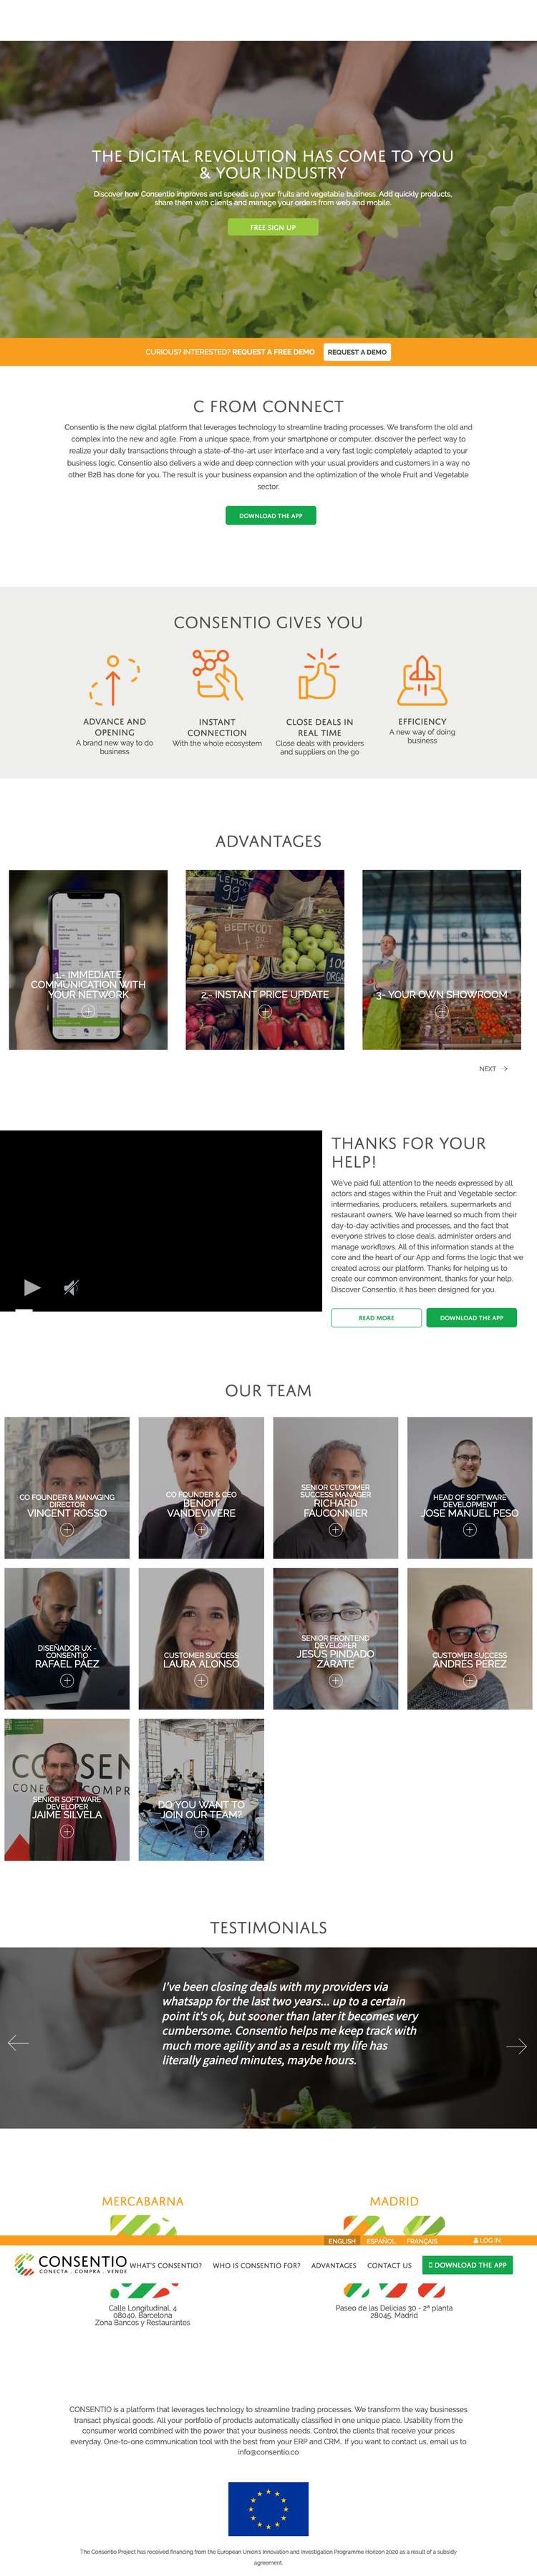 THE DIGITAL REVOLUTION HAS COME TO YOU
& YOUR INDUSTRY
Discover how Consentio improves and speeds up your fruits and vegetable business. Add quickly products,
share them with clients and manage your orders from web and mobile.
FREE SIGN UP
CURIOUS? INTERESTED? REQUEST A FREE DEMO
REQUEST A DEMO
C FROM CONNECT
Consentio is the new digital platform that leverages technology to streamline trading processes. We transform the old and
complex into the new and agile. From a unique space, from your smartphone or computer, discover the perfect way to
realize your daily transactions through a state-of-the-art user interface and a very fast logic completely adapted to your
business logic. Consentio also delivers a wide and deep connection with your usual providers and customers in a way no
other B2B has done for you. The result is your business expansion and the optimization of the whole Fruit and Vegetable
sector.
DOWNLOAD THE APP
CONSENTIO GIVES YOU
ADVANCE AND
OPENING
A brand new way to do
business
INSTANT
CONNECTION
With the whole ecosystem
CLOSE DEALS IN
REAL TIME
Close deals with providers
and suppliers on the go
EFFICIENCY
A new way of doing
business
ADVANTAGES
1.- IMMEDIATE
COMMUNICATION WITH
YOUR NETWORK
LEMON
99
BEETROOT
100
ORGA
2.- INSTANT PRICE UPDATE
3- YOUR OWN SHOWROOM
NEXT
THANKS FOR YOUR
HELP!
We've paid full attention to the needs expressed by all
actors and stages within the Fruit and Vegetable sector:
intermediaries, producers, retailers, supermarkets and
restaurant owners. We have learned so much from their
day-to-day activities and processes, and the fact that
everyone strives to close deals, administer orders and
manage workflows. All of this information stands at the
core and the heart of our App and forms the logic that we
created across our platform. Thanks for helping us to
create our common environment, thanks for your help.
Discover Consentio, it has been designed for you.
READ MORE
DOWNLOAD THE APP
OUR TEAM
CO FOUNDER & MANAGING
DIRECTOR
VINCENT ROSSO
CO FOUNDER & CEO
BENOIT
VANDEVIVERE
SENIOR CUSTOMER
SUCCESS MANAGER
RICHARD
FAUCONNIER
HEAD OF SOFTWARE
DEVELOPMENT
JOSE MANUEL PESO
DISEÑADOR UX -
CONSENTIO
RAFAEL PÁEZ
CUSTOMER SUCCESS
LAURA ALONSO
SENIOR FRONTEND
DEVELOPER
JESÚS PINDADO
ZÁRATE
CUSTOMER SUCCESS
ANDRÉS PÉREZ
SENIOR SOFTWARE
DEVELOPER
JAIME SILVELA
DO YOU WANT TO
JOIN OUR TEAM?
TESTIMONIALS
I've been closing deals with my providers via
whatsapp for the last two years... up to a certain
point it's ok, but sooner than later it becomes very
cumbersome. Consentio helps me keep track with
much more agility and as a result my life has
literally gained minutes, maybe hours.
MERCABARNA
MADRID
ENGLISH ESPAÑOL FRANÇAIS
LOG IN
CONSENTIO
CONECTA . COMPRA . VENDE
WHAT'S CONSENTIO? WHO IS CONSENTIO FOR? ADVANTAGES CONTACT US
DOWNLOAD THE APP
Calle Longitudinal, 4
08040, Barcelona
Zona Bancos y Restaurantes
Paseo de las Delicias 30 - 2ª planta
28045, Madrid
CONSENTIO is a platform that leverages technology to streamline trading processes. We transform the way businesses
transact physical goods. All your portfolio of products automatically classified in one unique place. Usability from the
consumer world combined with the power that your business needs. Control the clients that receive your prices
everyday. One-to-one communication tool with the best from your ERP and CRM.. If you want to contact us, email us to
info@consentio.co
The Consentio Project has received financing from the European Union's Innovation and Investigation Programme Horizon 2020 as a result of a subsidy
agreement.